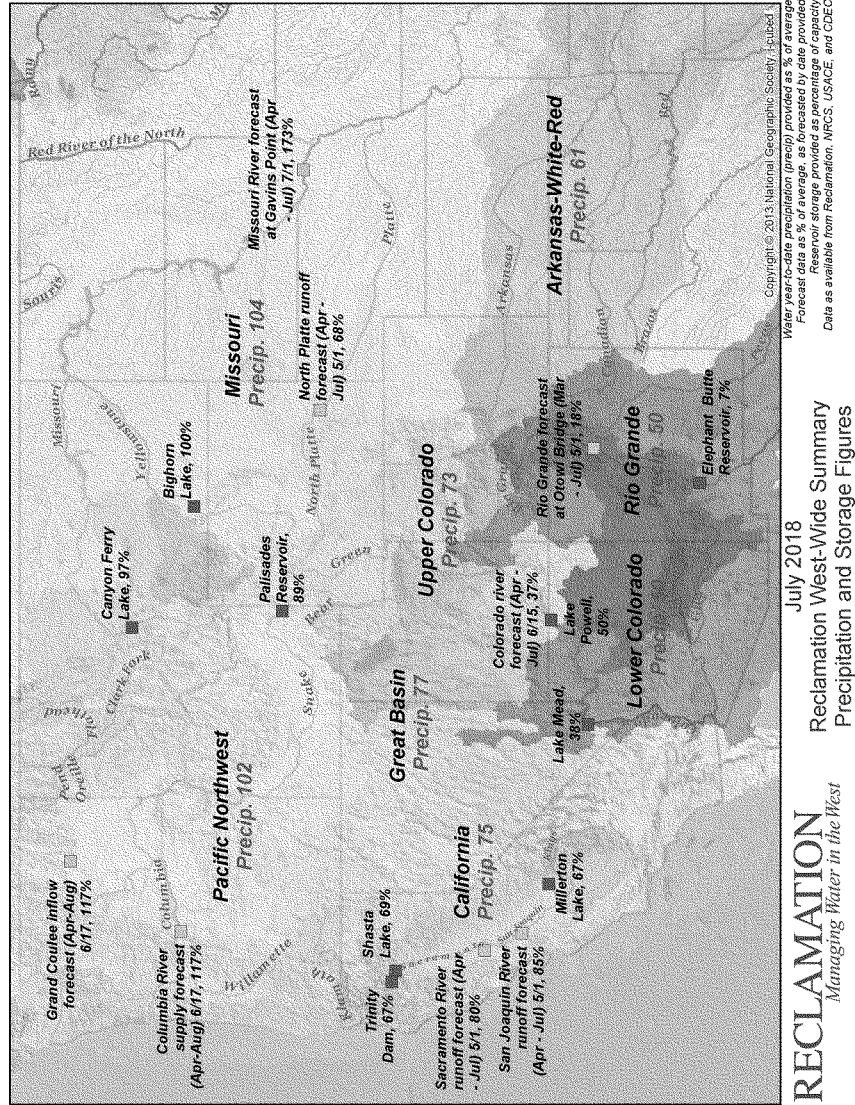 Grand Coulee inflow
forecast (Apr-Aug)
6/17, 117%
Columbia River
supply forecast
(Apr-Aug) 6/17, 117%
Pend
Oreille
Flathead
Clark Fork
Columbia
Canyon Ferry
Lake, 97%
Bighorn
Lake, 100%
Missouri
Yellowstone
Souris
Red River of the North
Rainy
Pacific Northwest
Precip. 102
Missouri
Precip. 104
Missouri River forecast
at Gavins Point (Apr
- Jul) 7/1, 173%
Willamette
Snake
Palisades
Reservoir,
89%
Bear
Green
North Platte
North Platte runoff
forecast (Apr -
Jul) 5/1, 68%
Platte
Klamath
Trinity
Dam, 67%
Shasta
Lake, 69%
Great Basin
Precip. 77
Upper Colorado
Precip. 73
Sacramento River
runoff forecast (Apr
- Jul) 5/1, 80%
California
Precip. 75
San Joaquin River
runoff forecast
(Apr - Jul) 5/1, 85%
Millerton
Lake, 67%
Colorado river
forecast (Apr -
Jul) 6/15, 37%
Lake
Powell,
50%
Lake Mead,
38%
Rio Grande forecast
at Otowi Bridge (Mar
- Jul) 5/1, 18%
Arkansas
Arkansas-White-Red
Precip. 61
Canadian
Red
Brazos
Lower Colorado
Precip.
Gila
Rio Grande
Precip. 50
Elephant Butte
Reservoir, 7%
Copyright:© 2013 National Geographic Society, i-cubed
RECLAMATION
Managing Water in the West
July 2018
Reclamation West-Wide Summary
Precipitation and Storage Figures
Water year-to-date precipitation (precip) provided as % of average
Forecast data as % of average, as forecasted by date provided
Reservoir storage provided as percentage of capacity
Data as available from Reclamation, NRCS, USACE, and CDEC